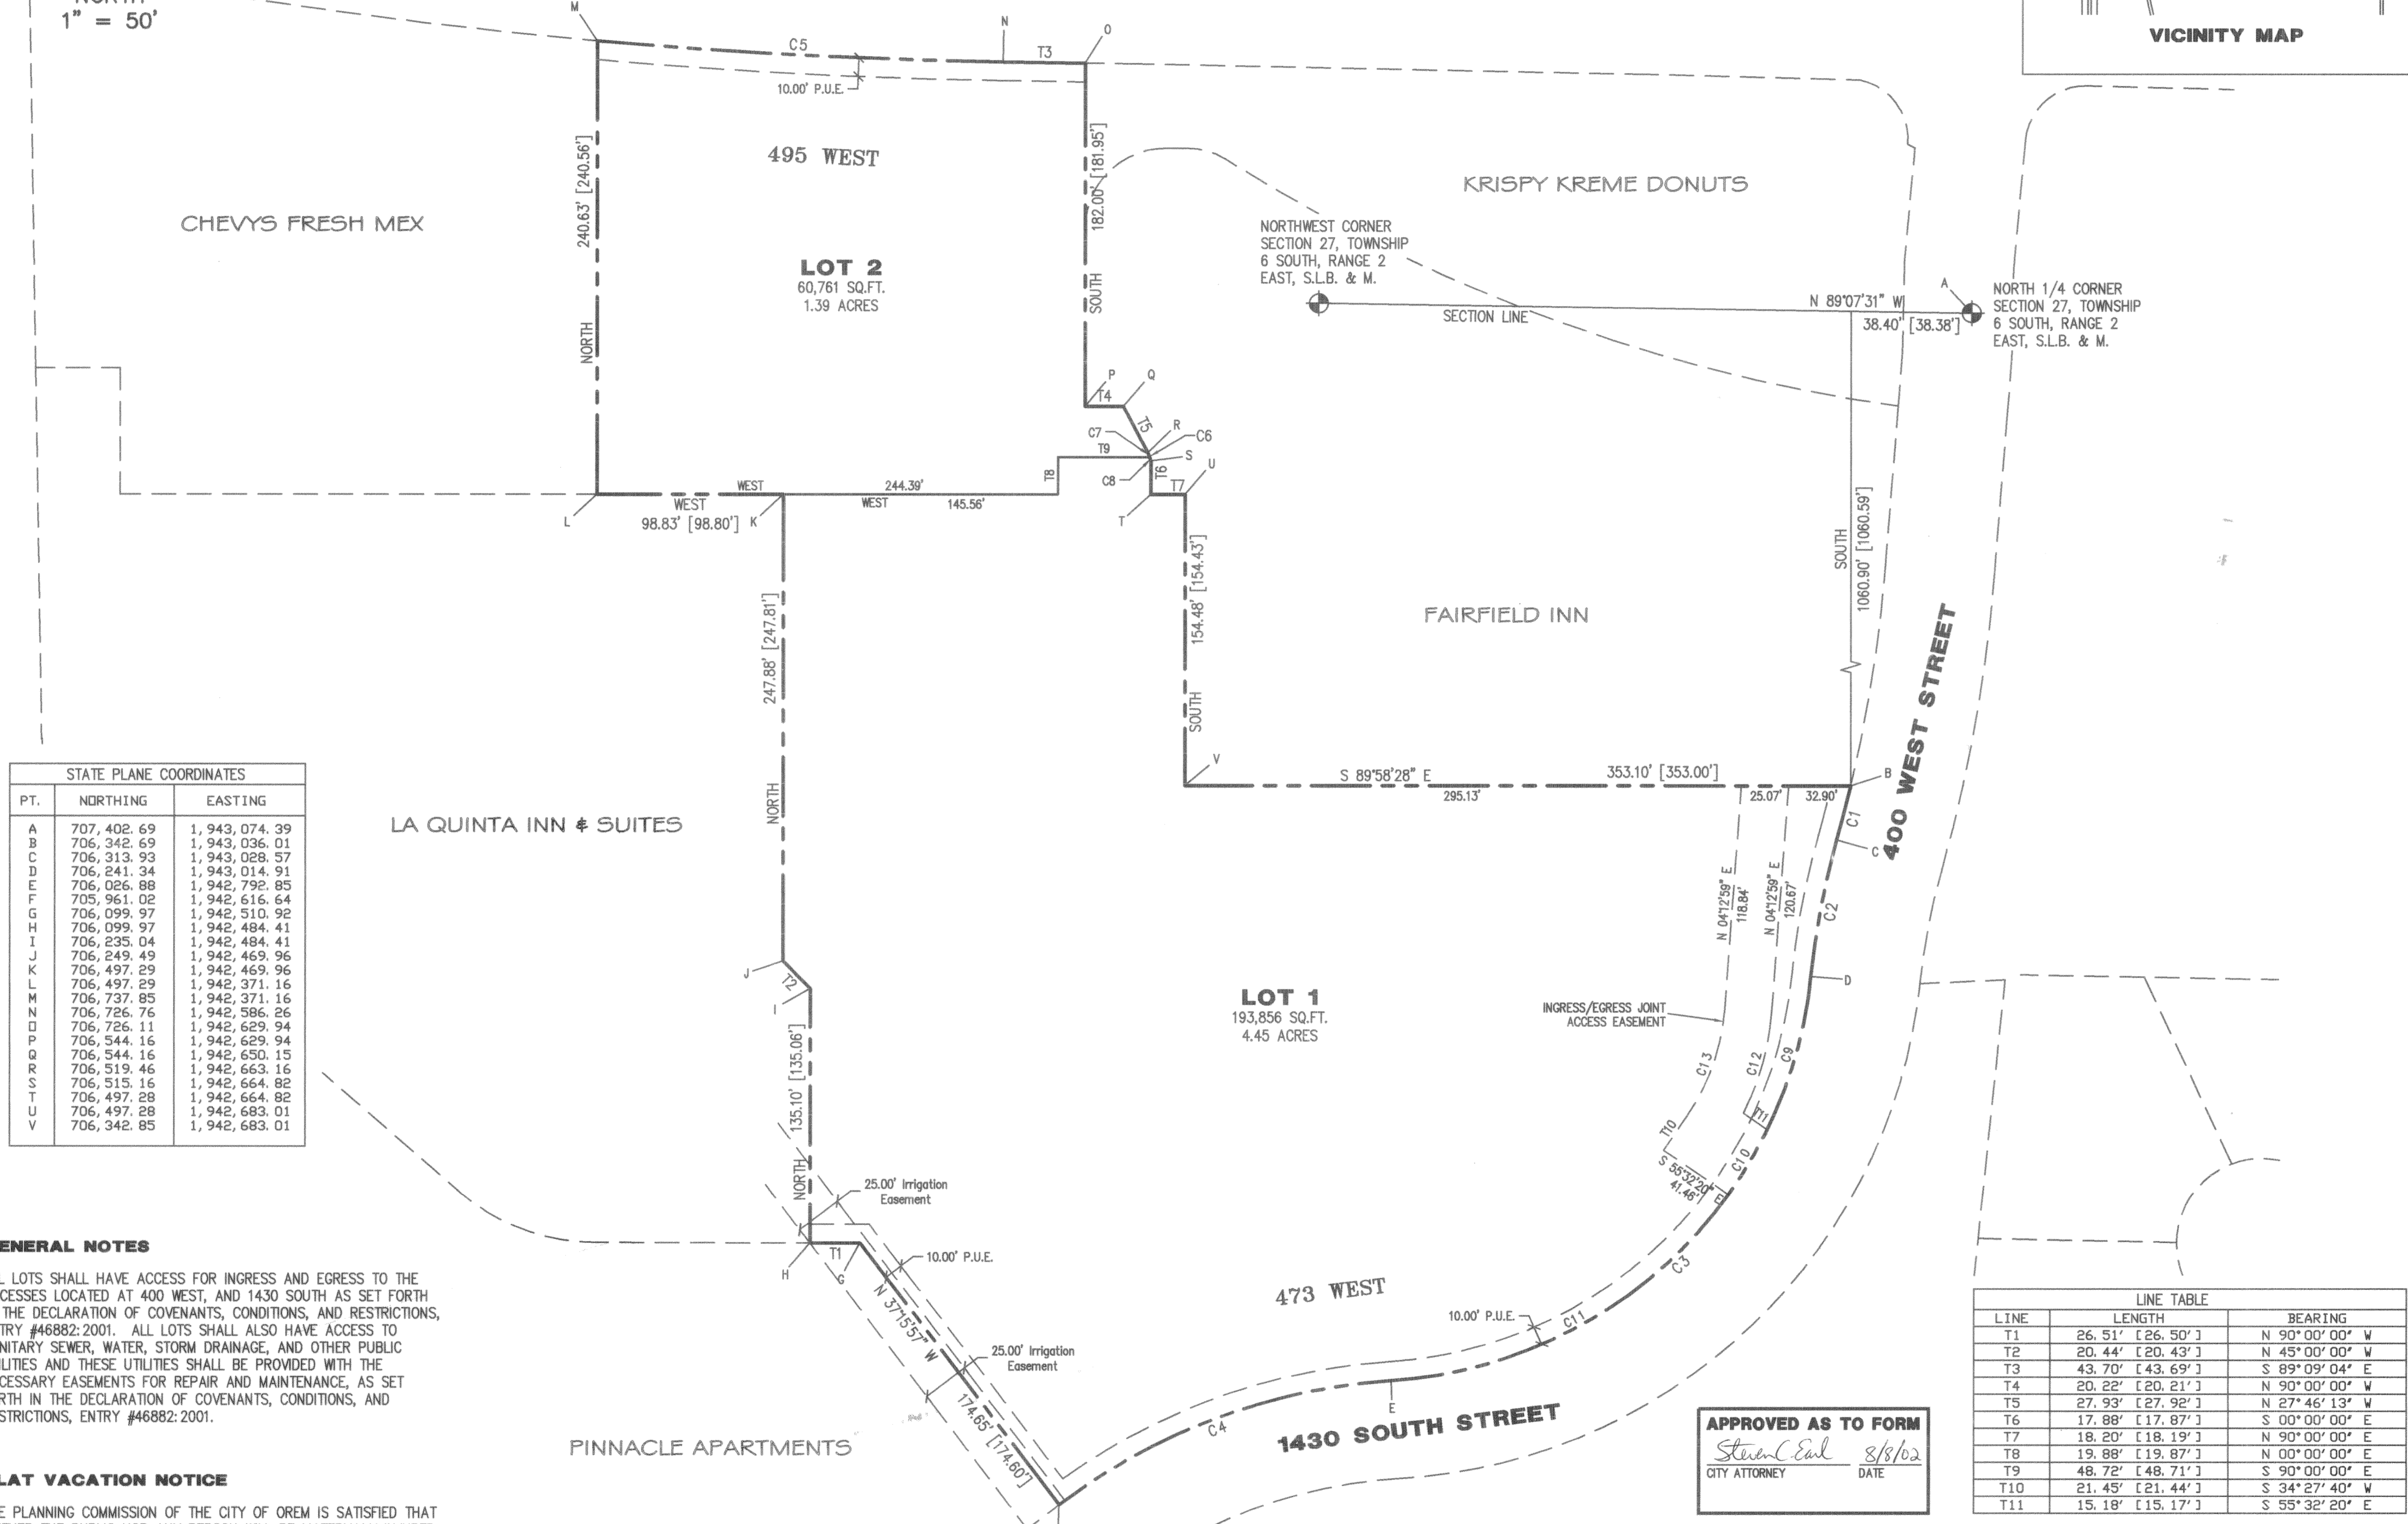 NORTH
1" = 50'
VICINITY MAP
M
C5
N
T3
O
10.00' P.U.E.
495 WEST
240.63' [240.56']
NORTH
182.00' [181.95']
SOUTH
CHEVYS FRESH MEX
LOT 2
60,761 SQ.FT.
1.39 ACRES
KRISPY KREME DONUTS
NORTHWEST CORNER
SECTION 27, TOWNSHIP
6 SOUTH, RANGE 2
EAST, S.L.B. & M.
SECTION LINE
N 89°07'31" W
38.40' [38.38']
A
NORTH 1/4 CORNER
SECTION 27, TOWNSHIP
6 SOUTH, RANGE 2
EAST, S.L.B. & M.
P
Q
T4
T5
R
C7
C6
T9
S
U
T8
C8
T6
T7
T
WEST
244.39'
WEST
98.83' [98.80']
WEST
145.56'
L
K
247.88' [247.81']
NORTH
154.48' [154.43']
SOUTH
SOUTH
1060.90' [1060.59']
FAIRFIELD INN
400 WEST STREET
V
S 89°58'28" E
353.10' [353.00']
295.13'
25.07'
32.90'
B
C1
C
C2
D
N 04°12'59" E
118.84'
N 04°12'59" E
120.67'
LA QUINTA INN & SUITES
J
T2
I
LOT 1
193,856 SQ.FT.
4.45 ACRES
INGRESS/EGRESS JOINT
ACCESS EASEMENT
C13
C12
C9
T11
T10
C10
S 55°32'20" E
41.46'
135.10' [135.06']
NORTH
25.00' Irrigation
Easement
T1
H
G
10.00' P.U.E.
N 37°15'57" W
174.65' [174.60']
25.00' Irrigation
Easement
473 WEST
10.00' P.U.E.
C11
C3
E
C4
1430 SOUTH STREET
PINNACLE APARTMENTS
STATE PLANE COORDINATES
PT. NORTHING EASTING
A 707,402.69 1,943,074.39
B 706,342.69 1,943,036.01
C 706,313.93 1,943,028.57
D 706,241.34 1,943,014.91
E 706,026.88 1,942,792.85
F 705,961.02 1,942,616.64
G 706,099.97 1,942,510.92
H 706,099.97 1,942,484.41
I 706,235.04 1,942,484.41
J 706,249.49 1,942,469.96
K 706,497.29 1,942,469.96
L 706,497.29 1,942,371.16
M 706,737.85 1,942,371.16
N 706,726.76 1,942,586.26
O 706,726.11 1,942,629.94
P 706,544.16 1,942,629.94
Q 706,544.16 1,942,650.15
R 706,519.46 1,942,663.16
S 706,515.16 1,942,664.82
T 706,497.28 1,942,664.82
U 706,497.28 1,942,683.01
V 706,342.85 1,942,683.01
ENERAL NOTES
L LOTS SHALL HAVE ACCESS FOR INGRESS AND EGRESS TO THE
CESSES LOCATED AT 400 WEST, AND 1430 SOUTH AS SET FORTH
THE DECLARATION OF COVENANTS, CONDITIONS, AND RESTRICTIONS,
TRY #46882:2001. ALL LOTS SHALL ALSO HAVE ACCESS TO
NITARY SEWER, WATER, STORM DRAINAGE, AND OTHER PUBLIC
ILITIES AND THESE UTILITIES SHALL BE PROVIDED WITH THE
CESSARY EASEMENTS FOR REPAIR AND MAINTENANCE, AS SET
RTH IN THE DECLARATION OF COVENANTS, CONDITIONS, AND
STRICTIONS, ENTRY #46882:2001.
LAT VACATION NOTICE
E PLANNING COMMISSION OF THE CITY OF OREM IS SATISFIED THAT
APPROVED AS TO FORM
Steven C. Earl 8/8/02
CITY ATTORNEY DATE
LINE TABLE
LINE LENGTH BEARING
T1 26.51' [26.50'] N 90°00'00" W
T2 20.44' [20.43'] N 45°00'00" W
T3 43.70' [43.69'] S 89°09'04" E
T4 20.22' [20.21'] N 90°00'00" W
T5 27.93' [27.92'] N 27°46'13" W
T6 17.88' [17.87'] S 00°00'00" E
T7 18.20' [18.19'] N 90°00'00" E
T8 19.88' [19.87'] N 00°00'00" E
T9 48.72' [48.71'] S 90°00'00" E
T10 21.45' [21.44'] S 34°27'40" W
T11 15.18' [15.17'] S 55°32'20" E